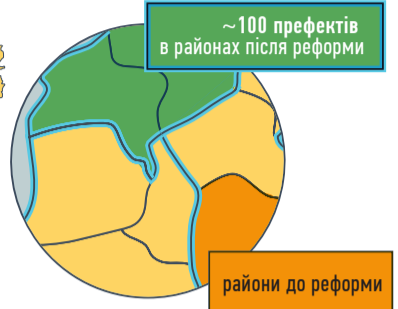 ~100 префектів
в районах після реформи
райони до реформи